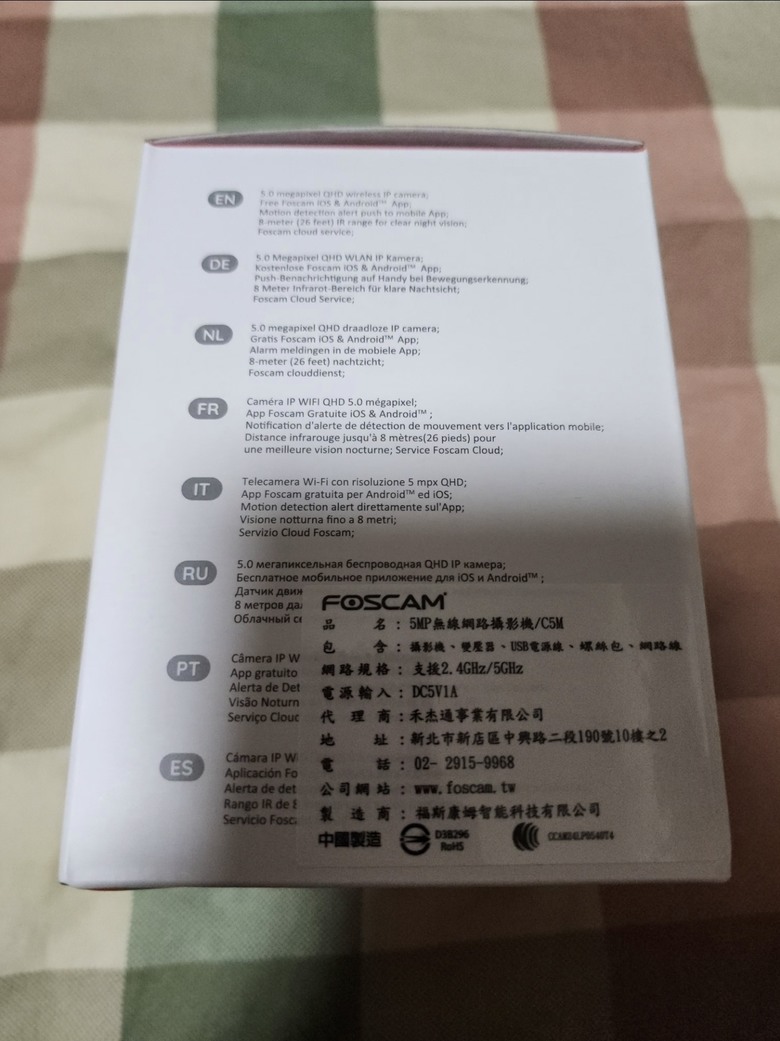 EN
5.0 megapixel QHD wireless IP camera;
Free Foscam iOS & Android™ App;
Motion detection alert push to mobile App;
8-meter (26 feet) IR range for clear night vision;
Foscam cloud service;
DE
5.0 Megapixel QHD WLAN IP Kamera;
Kostenlose Foscam iOS & Android™ App;
Push-Benachrichtigung auf Handy bei Bewegungserkennung;
8 Meter Infrarot-Bereich für klare Nachtsicht;
Foscam Cloud Service;
NL
5.0 megapixel QHD draadloze IP camera;
Gratis Foscam iOS & Android™ App;
Alarm meldingen in de mobiele App;
8-meter (26 feet) nachtzicht;
Foscam clouddienst;
FR
Caméra IP WIFI QHD 5.0 mégapixel;
App Foscam Gratuite iOS & Android™ ;
Notification d'alerte de détection de mouvement vers l'application mobile;
Distance infrarouge jusqu'à 8 mètres(26 pieds) pour
une meilleure vision nocturne; Service Foscam Cloud;
IT
Telecamera Wi-Fi con risoluzione 5 mpx QHD;
App Foscam gratuita per Android™ ed iOS;
Motion detection alert direttamente sul'App;
Visione notturna fino a 8 metri;
Servizio Cloud Foscam;
RU
5.0 мегапиксельная беспроводная QHD IP камера;
Бесплатное мобильное приложение для iOS и Android™ ;
Датчик движ
8 метров да
Облачный се
PT
Câmera IP W
App gratuito
Alerta de Det
Visão Noturn
Serviço Clouc
ES
Cámara IP W
Aplicación Fo
Alerta de det
Rango IR de
Servicio Fosc
FOSCAM
品名:5MP無線網路攝影機/C5M
包含:攝影機、變壓器、USB電源線、螺絲包、網路線
網路規格:支援2.4GHz/5GHz
電源輸入:DC5V1A
代理商:禾杰通事業有限公司
地址:新北市新店區中興路二段190號10樓之2
電話:02- 2915-9968
公司網站:www.foscam.tw
製造商:福斯康姆智能科技有限公司
中國製造
D3B296
RoHS